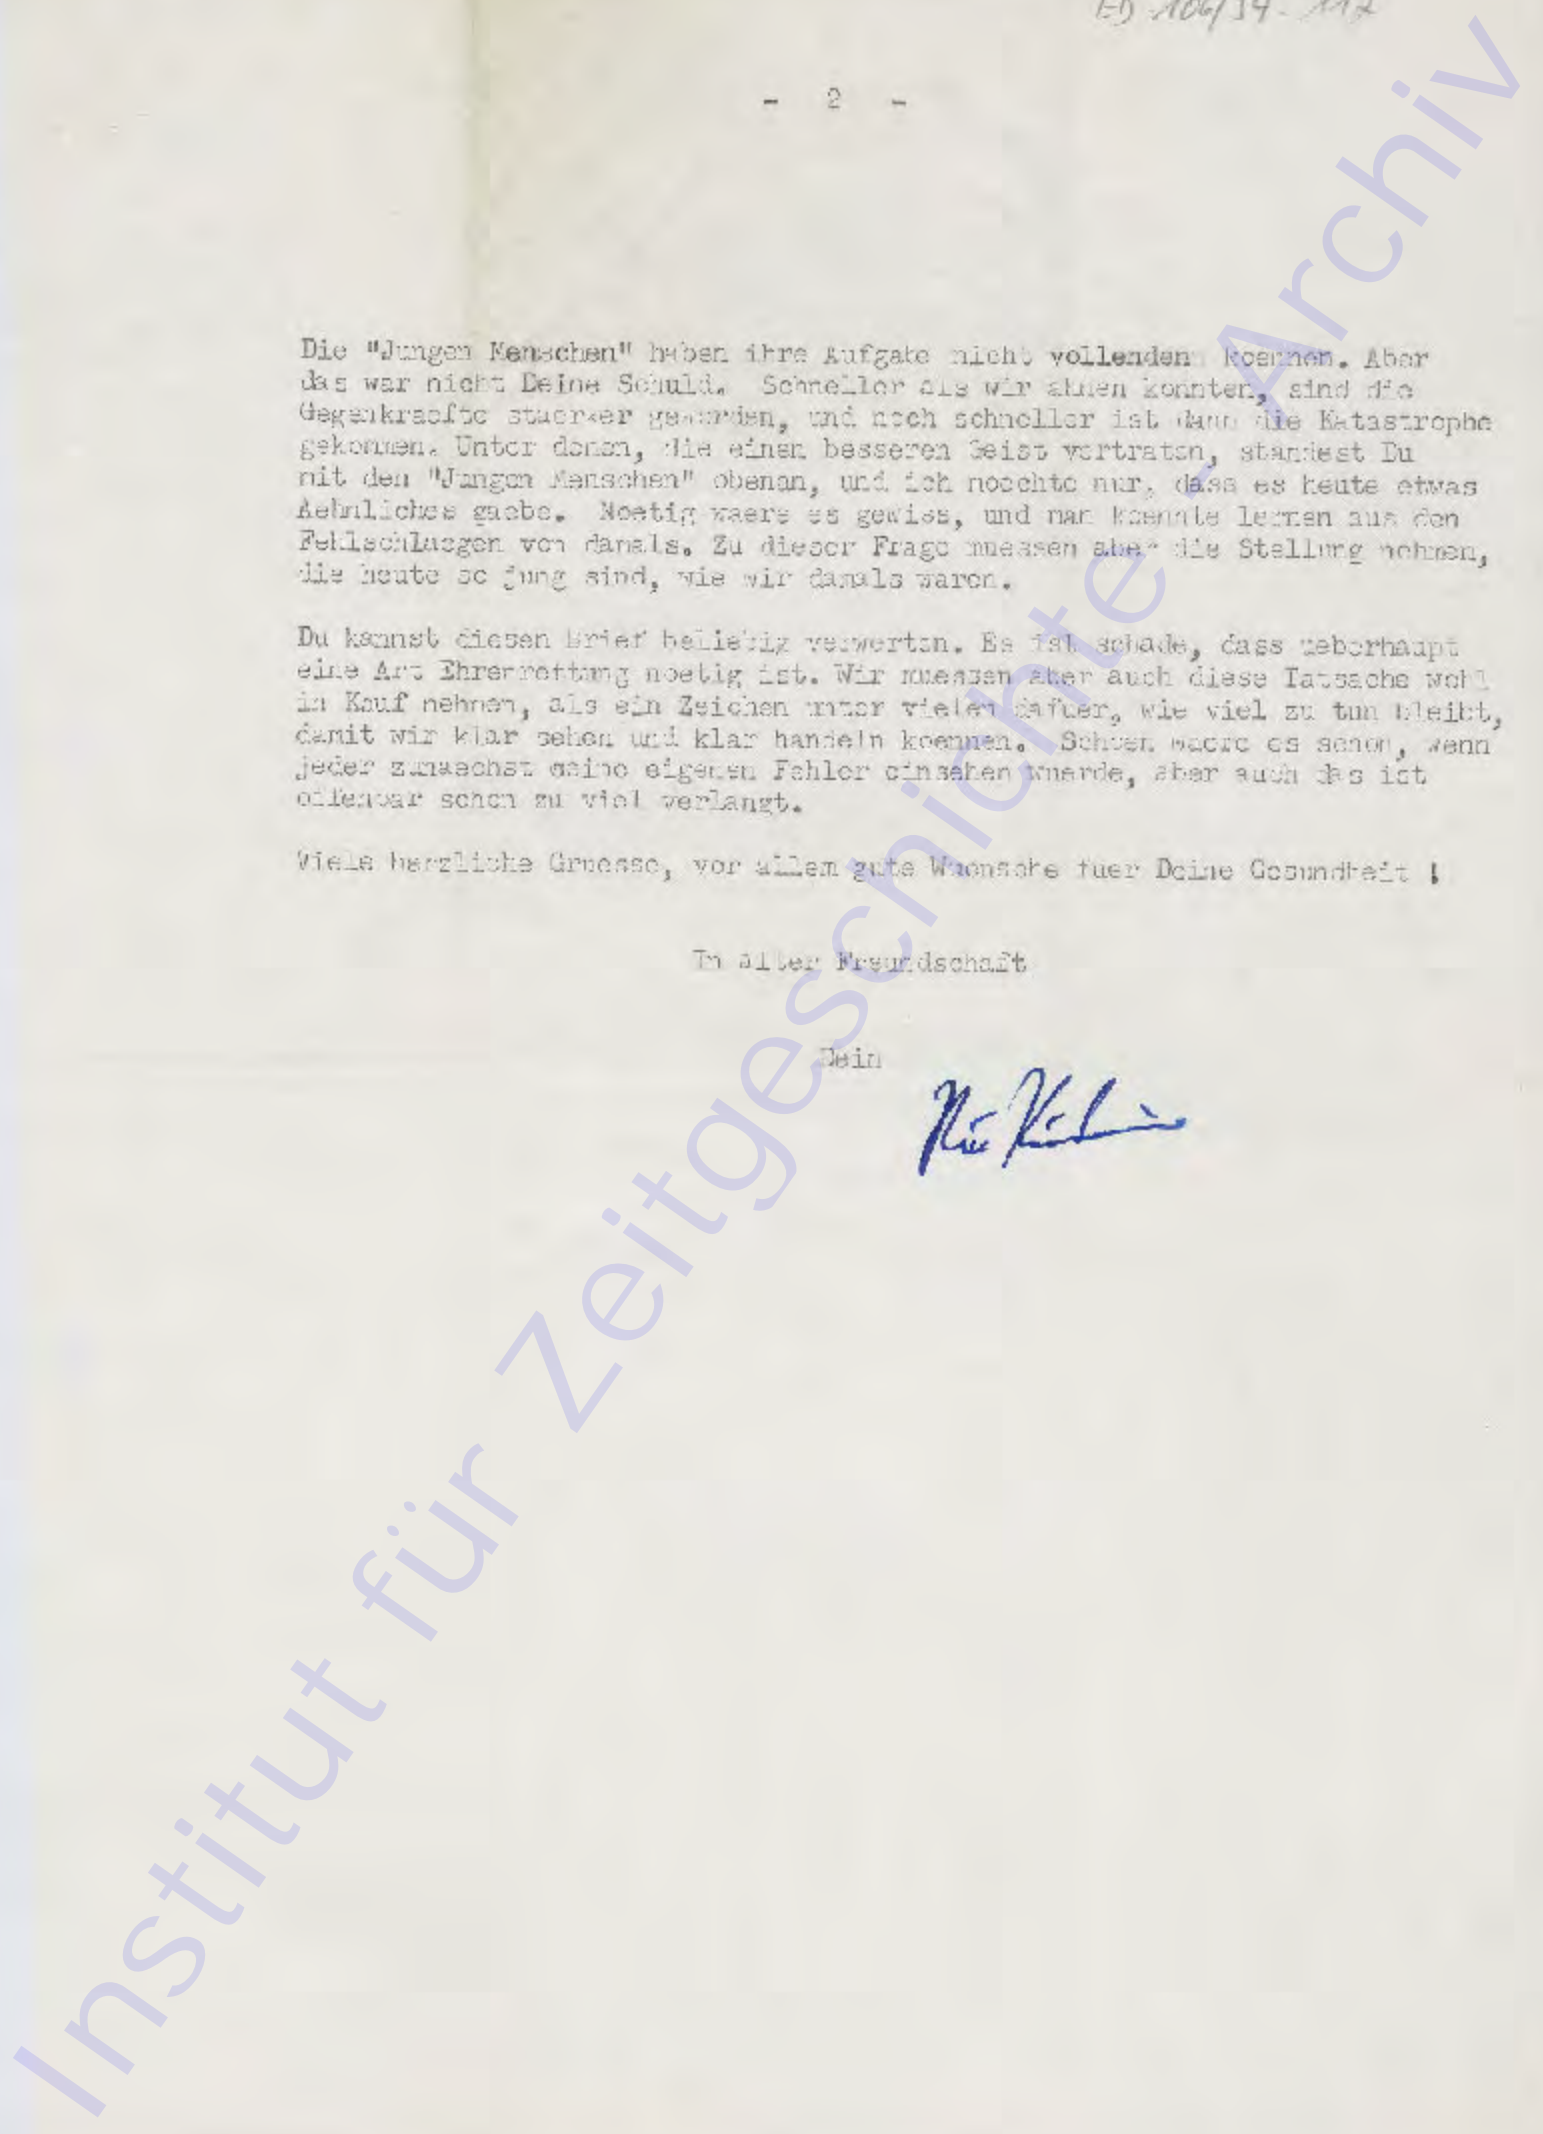 ED 106/34 - 117
- 2 -
Die "Jungen Menschen" haben ihre Aufgabe nicht vollenden koennen. Aber
das war nicht Deine Schuld. Schneller als wir ahnen konnten, sind die
Gegenkraefte staerker geworden, und noch schneller ist dann die Katastrophe
gekommen. Unter denen, die einen besseren Geist vertraten, standest Du
mit den "Jungen Menschen" obenan, und ich moechte nur, dass es heute etwas
Aehnliches gaebe. Noetig waere es gewiss, und man koennte lernen aus den
Fehlschlaegen von damals. Zu dieser Frage muessen aber die Stellung nehmen,
die heute so jung sind, wie wir damals waren.
Du kannst diesen Brief beliebig verwerten. Es ist schade, dass ueberhaupt
eine Art Ehrenrettung noetig ist. Wir muessen aber auch diese Tatsache wohl
in Kauf nehmen, als ein Zeichen unter vielen dafuer, wie viel zu tun bleibt,
damit wir klar sehen und klar handeln koennen. Schoen waere es schon, wenn
jeder zunaechst seine eigenen Fehler einsehen wuerde, aber auch das ist
offenbar schon zu viel verlangt.
Viele herzliche Gruesse, vor allem gute Wuensche fuer Deine Gesundheit !
In alter Freundschaft
Dein
Institut für Zeitgeschichte - Archiv